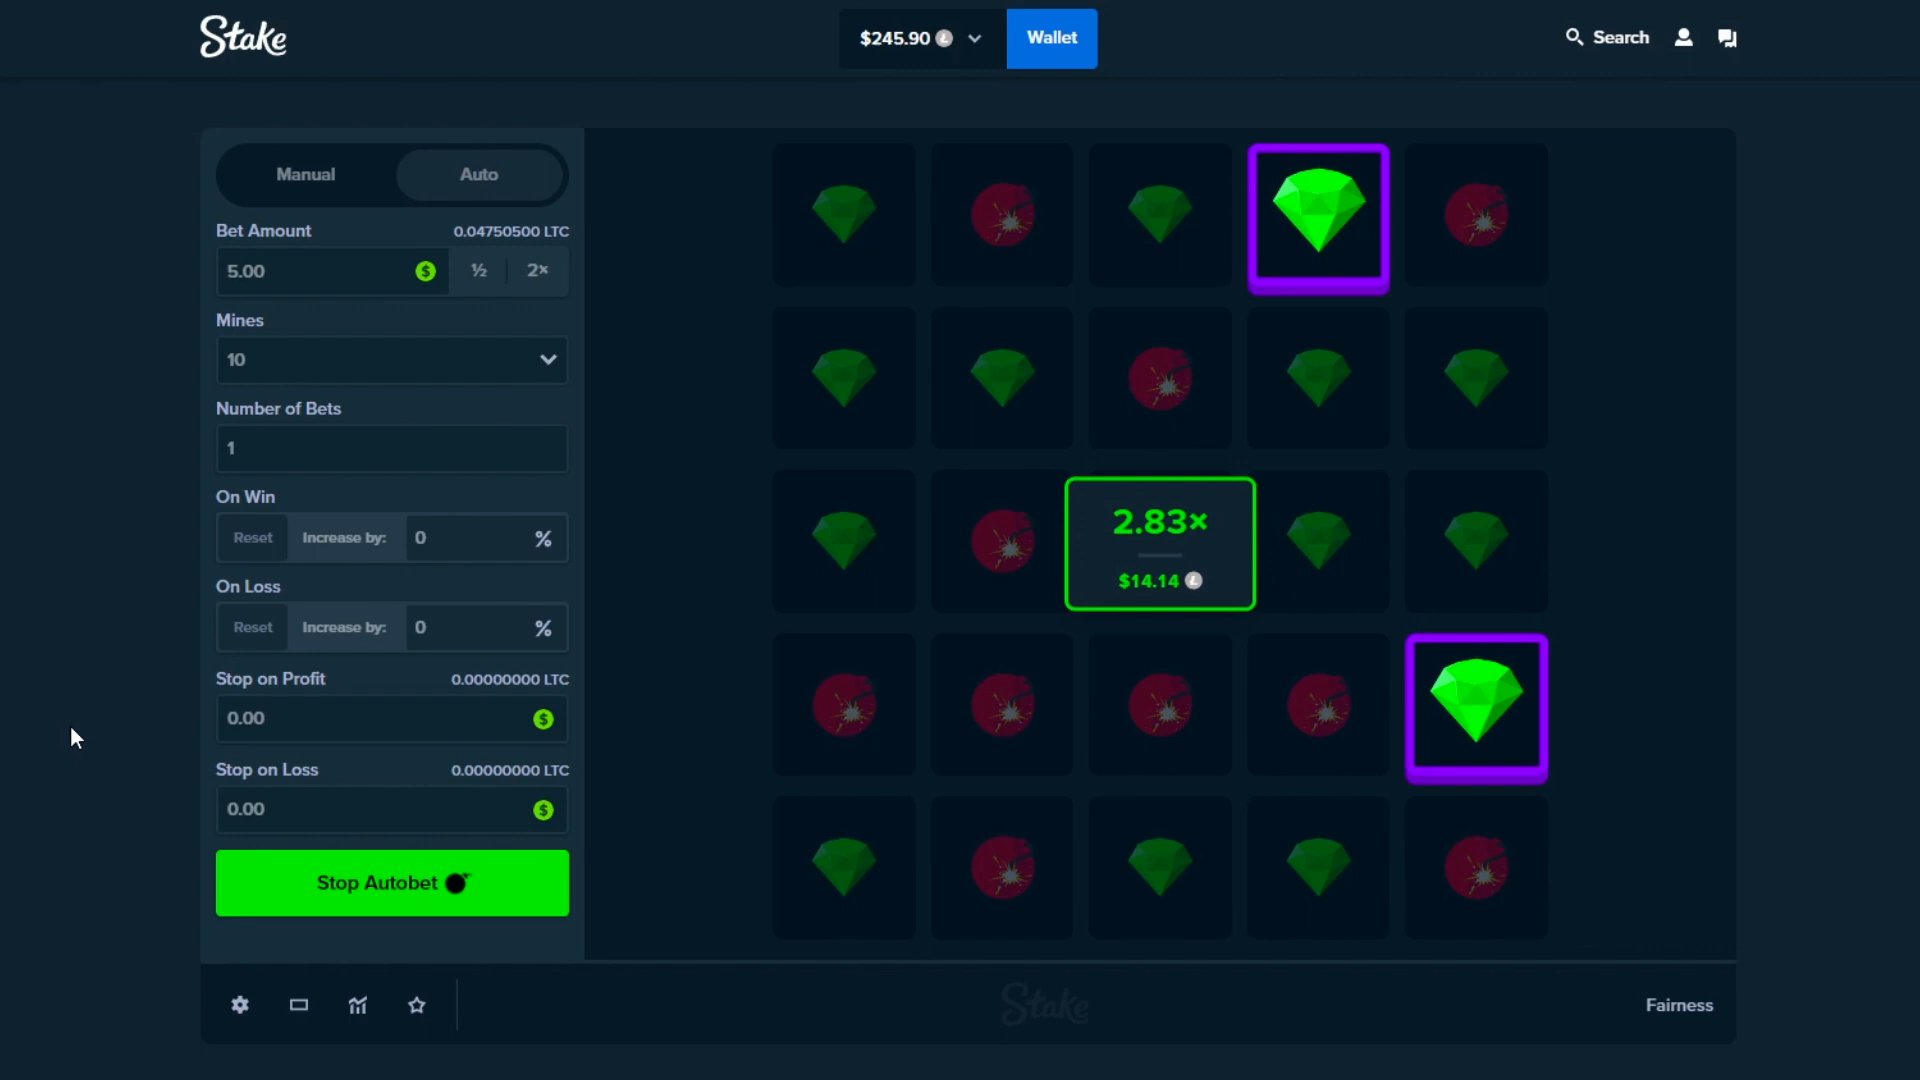 Stake
$245.90
Wallet
Search
Manual
Auto
Bet Amount
0.04750500 LTC
5.00
$
½
2×
Mines
10
Number of Bets
1
On Win
Reset
Increase by:
0
%
On Loss
Reset
Increase by:
0
%
Stop on Profit
0.00000000 LTC
0.00
$
Stop on Loss
0.00000000 LTC
0.00
$
Stop Autobet
2.83×
$14.14
Stake
Fairness